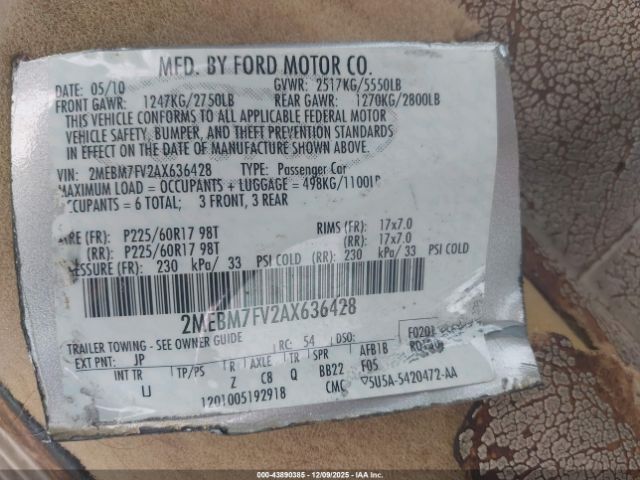 MFD. BY FORD MOTOR CO.
DATE: 05/10 GVWR: 2517KG/5550LB
FRONT GAWR: 1247KG/2750LB REAR GAWR: 1270KG/2800LB
THIS VEHICLE CONFORMS TO ALL APPLICABLE FEDERAL MOTOR
VEHICLE SAFETY, BUMPER, AND THEFT PREVENTION STANDARDS
IN EFFECT ON THE DATE OF MANUFACTURE SHOWN ABOVE.
VIN: 2MEBM7FV2AX636428 TYPE: Passenger Car
MAXIMUM LOAD = OCCUPANTS + LUGGAGE = 498KG/1100LB
CCUPANTS = 6 TOTAL; 3 FRONT, 3 REAR
IRE (FR): P225/60R17 98T RIMS (FR): 17x7.0
(RR): P225/60R17 98T (RR): 17x7.0
ESSURE (FR): 230 kPa/ 33 PSI COLD (RR): 230 kPa/ 33 PSI COLD
2MEBM7FV2AX636428
TRAILER TOWING - SEE OWNER GUIDE RC: 54 DSO: F0201
EXT PNT: JP AFB18
INT TR TP/PS R AXLE TR SPR F05
U Z C8 Q BB22
1201005192918 CMC ▽5U5A-5420472-AA
000-43890385 - 12/09/2025 - IAA, Inc.